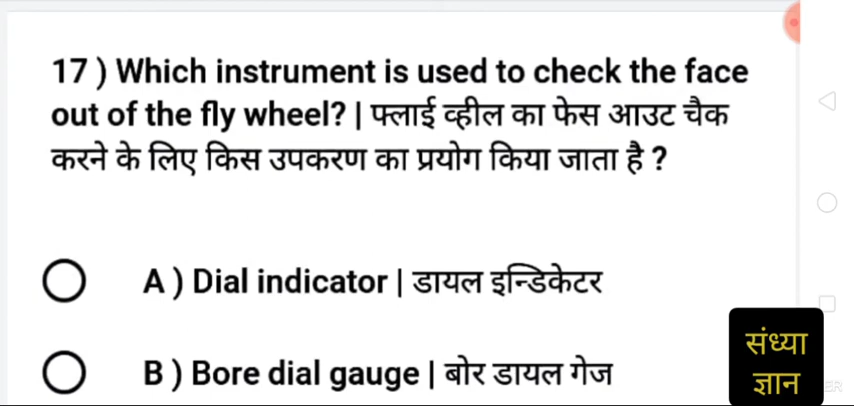 17 ) Which instrument is used to check the face
out of the fly wheel? | फ्लाई व्हील का फेस आउट चैक
करने के लिए किस उपकरण का प्रयोग किया जाता है ?
A ) Dial indicator | डायल इन्डिकेटर
B ) Bore dial gauge | बोर डायल गेज
संध्या
ज्ञान
ER